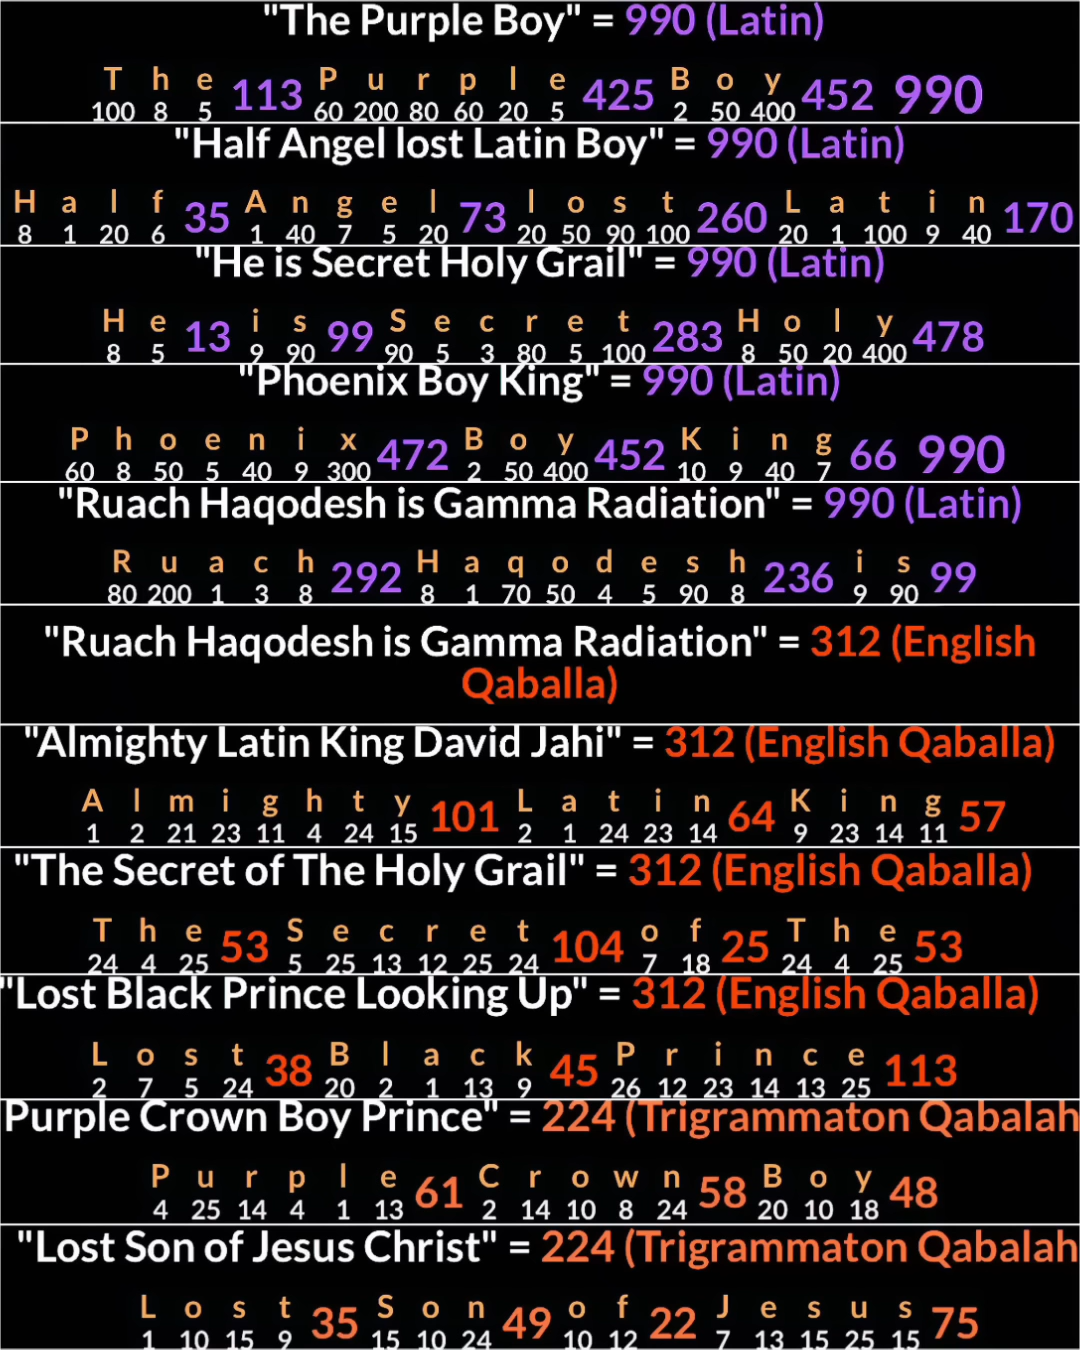 "The Purple Boy" = 990 (Latin)
T h e 113 P u r p l e 425 B o y 452 990
100 8 5 60 200 80 60 20 5 2 50 400
"Half Angel lost Latin Boy" = 990 (Latin)
H a l f 35 A n g e l 73 l o s t 260 L a t i n 170
8 1 20 6 1 40 7 5 20 20 50 90 100 20 1 100 9 40
"He is Secret Holy Grail" = 990 (Latin)
H e 13 i s 99 S e c r e t 283 H o l y 478
8 5 9 90 90 5 3 80 5 100 8 50 20 400
"Phoenix Boy King" = 990 (Latin)
P h o e n i x 472 B o y 452 K i n g 66 990
60 8 50 5 40 9 300 2 50 400 10 9 40 7
"Ruach Haqodesh is Gamma Radiation" = 990 (Latin)
R u a c h 292 H a q o d e s h 236 i s 99
80 200 1 3 8 8 1 70 50 4 5 90 8 9 90
"Ruach Haqodesh is Gamma Radiation" = 312 (English
Qaballa)
"Almighty Latin King David Jahi" = 312 (English Qaballa)
A l m i g h t y 101 L a t i n 64 K i n g 57
1 2 21 23 11 4 24 15 2 1 24 23 14 9 23 14 11
"The Secret of The Holy Grail" = 312 (English Qaballa)
T h e 53 S e c r e t 104 o f 25 T h e 53
24 4 25 5 25 13 12 25 24 7 18 24 4 25
"Lost Black Prince Looking Up" = 312 (English Qaballa)
L o s t 38 B l a c k 45 P r i n c e 113
2 7 5 24 20 2 1 13 9 26 12 23 14 13 25
Purple Crown Boy Prince" = 224 (Trigrammaton Qabalah
P u r p l e 61 C r o w n 58 B o y 48
4 25 14 4 1 13 2 14 10 8 24 20 10 18
"Lost Son of Jesus Christ" = 224 (Trigrammaton Qabalah
L o s t 35 S o n 49 o f 22 J e s u s 75
1 10 15 9 15 10 24 10 12 7 13 15 25 15